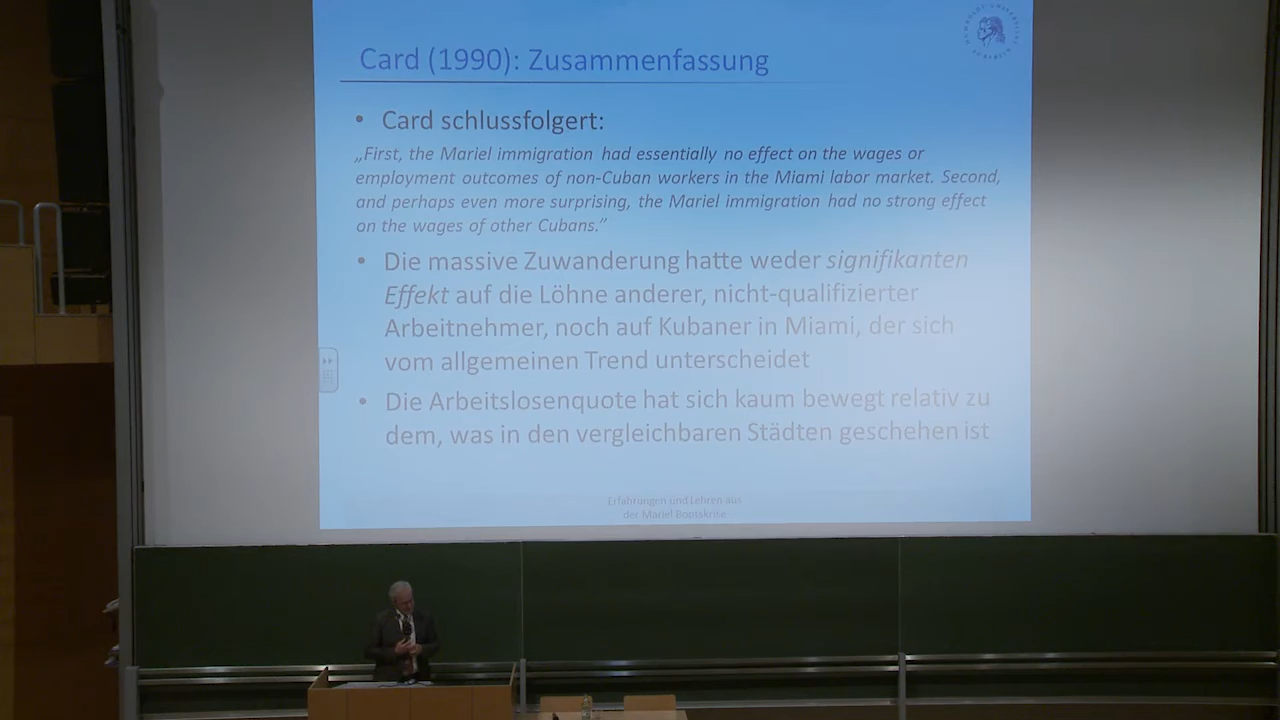 Card (1990): Zusammenfassung
• Card schlussfolgert:
„First, the Mariel immigration had essentially no effect on the wages or
employment outcomes of non-Cuban workers in the Miami labor market. Second,
and perhaps even more surprising, the Mariel immigration had no strong effect
on the wages of other Cubans.”
• Die massive Zuwanderung hatte weder signifikanten
Effekt auf die Löhne anderer, nicht-qualifizierter
Arbeitnehmer, noch auf Kubaner in Miami, der sich
vom allgemeinen Trend unterscheidet
• Die Arbeitslosenquote hat sich kaum bewegt relativ zu
dem, was in den vergleichbaren Städten geschehen ist
Erfahrungen und Lehren aus
der Mariel Bootskrise